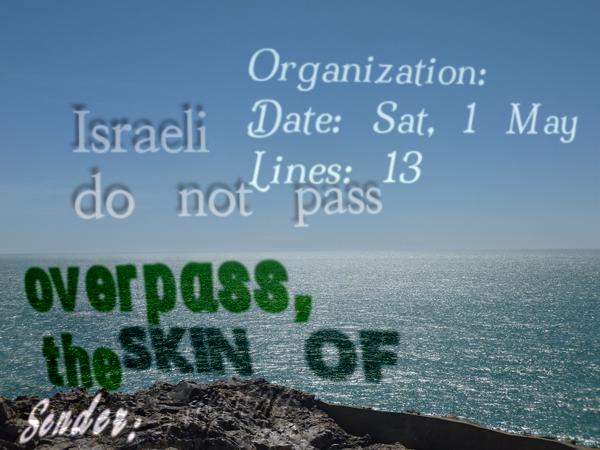 Organization:
Date: Sat, 1 May
Lines: 13
Israeli
do not pass
overpass,
the
SKIN OF
Sender: